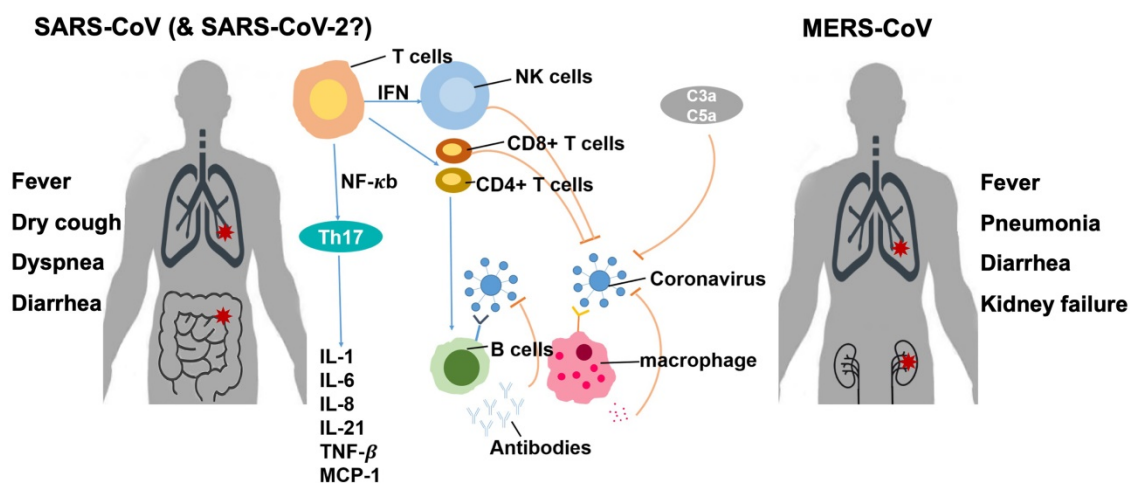 SARS-CoV (& SARS-CoV-2?)
MERS-CoV
T cells
IFN
NK cells
C3a
C5a
CD8+ T cells
CD4+ T cells
NF-κb
Th17
Fever
Dry cough
Dyspnea
Diarrhea
Fever
Pneumonia
Diarrhea
Kidney failure
Coronavirus
B cells
macrophage
Antibodies
IL-1
IL-6
IL-8
IL-21
TNF-β
MCP-1